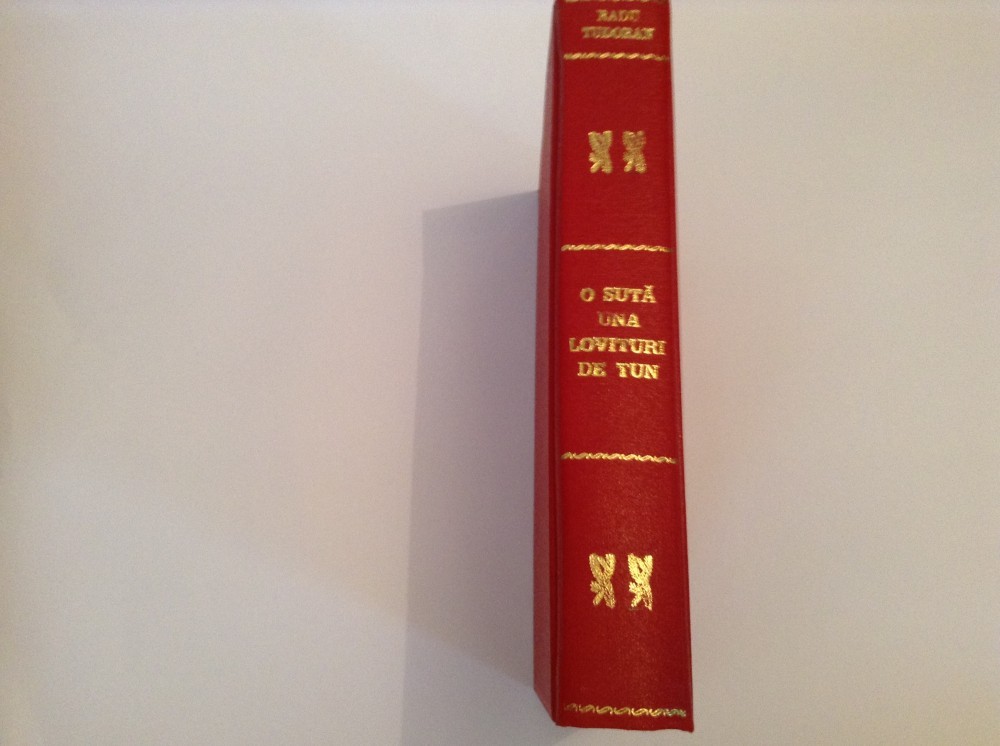 RADU
TUDORAN
O SUTĂ
UNA
LOVITURI
DE TUN